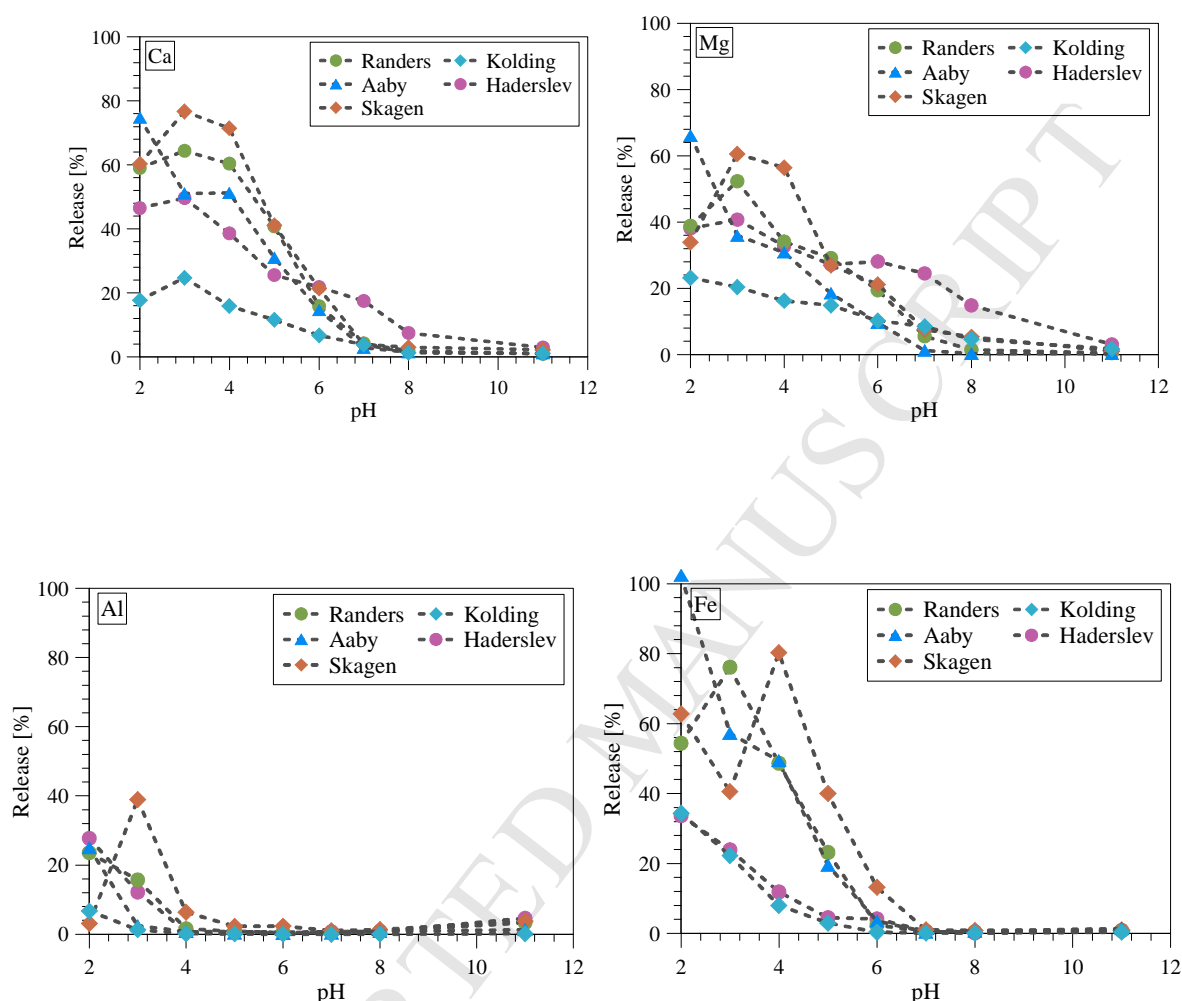 Ca
Randers
Kolding
Aaby
Haderslev
Skagen
100
80
60
40
20
0
Release [%]
2
4
6
8
10
12
pH
Mg
Randers
Kolding
Aaby
Haderslev
Skagen
100
80
60
40
20
0
Release [%]
2
4
6
8
10
12
pH
Al
Randers
Kolding
Aaby
Haderslev
Skagen
100
80
60
40
20
0
Release [%]
2
4
6
8
10
12
pH
Fe
Randers
Kolding
Aaby
Haderslev
Skagen
100
80
60
40
20
0
Release [%]
2
4
6
8
10
12
pH
PTED MANUSCRIPT